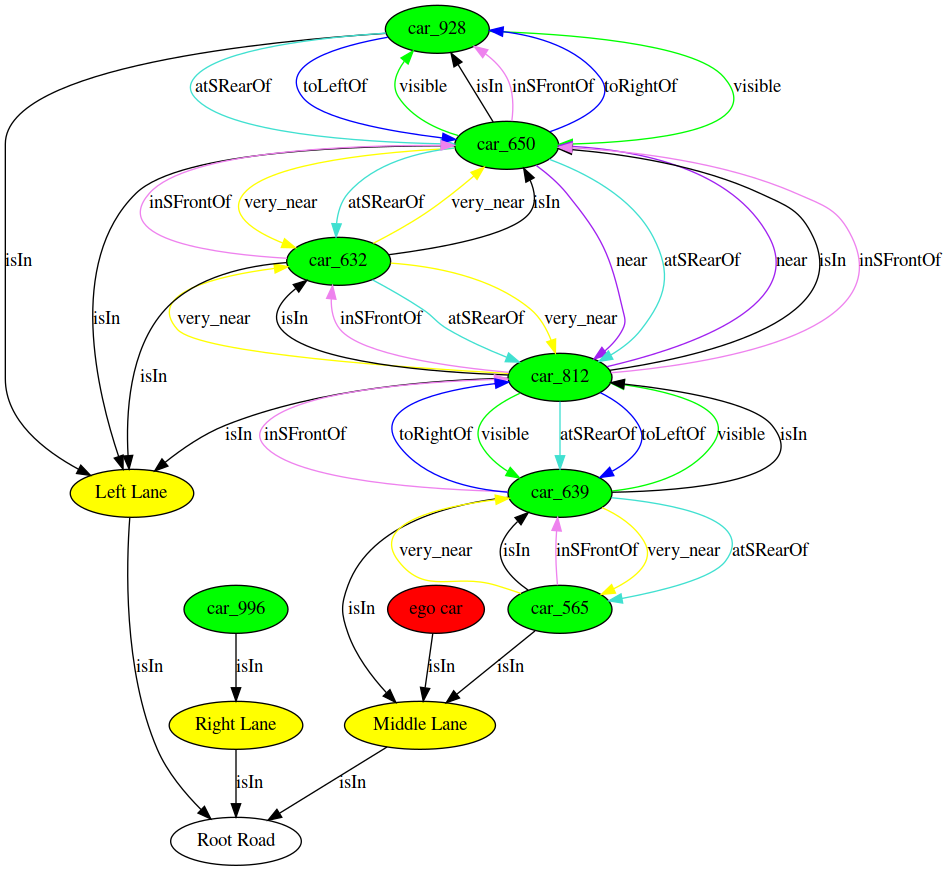 car_928
atSRearOf toLeftOf visible isIn inSFrontOf toRightOf visible
car_650
isIn isIn inSFrontOf very_near atSRearOf very_near isIn near atSRearOf near isIn inSFrontOf
car_632
isIn very_near isIn inSFrontOf atSRearOf very_near
car_812
isIn inSFrontOf toRightOf visible atSRearOf toLeftOf visible isIn
Left Lane car_639
isIn very_near isIn inSFrontOf very_near atSRearOf
car_996 ego car car_565
isIn isIn isIn isIn
Right Lane Middle Lane
isIn isIn
Root Road